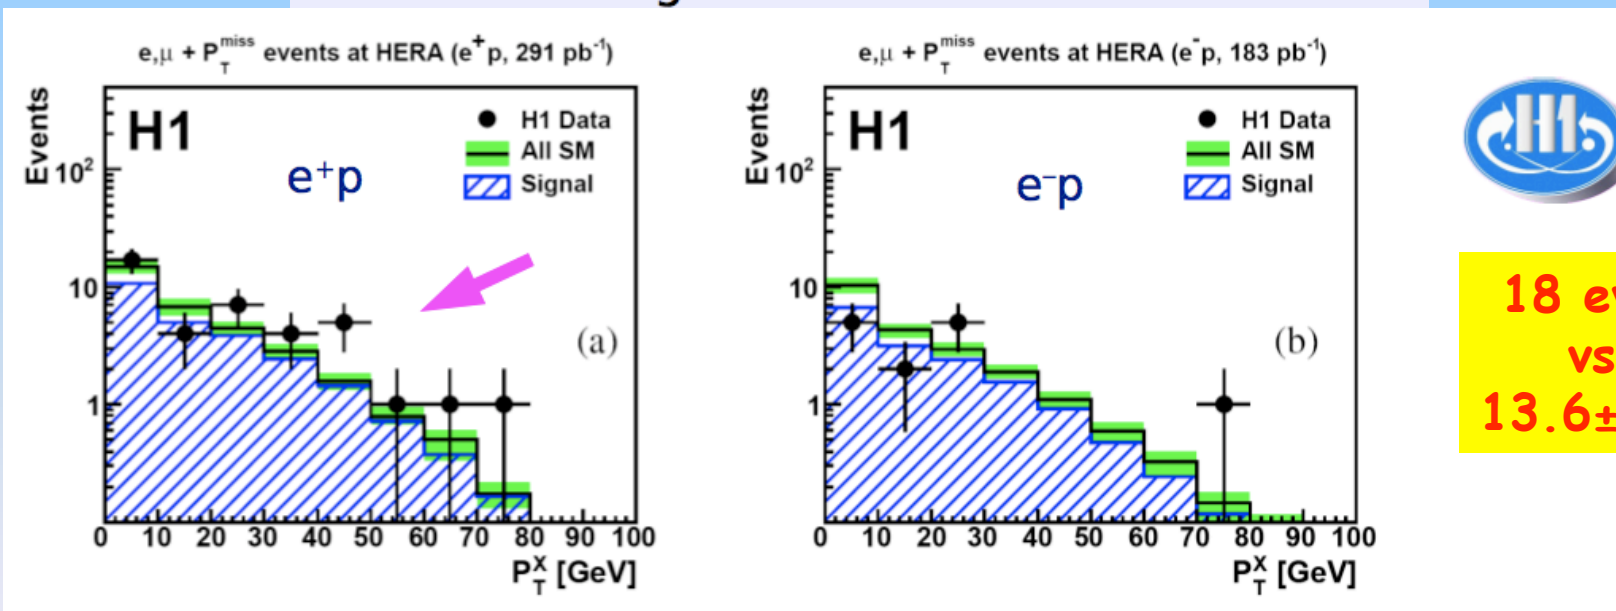 e,μ + P_T^miss events at HERA (e⁺p, 291 pb⁻¹)
Events
H1
H1 Data
All SM
Signal
e⁺p
10²
10
1
(a)
0 10 20 30 40 50 60 70 80 90 100
P_T^X [GeV]
e,μ + P_T^miss events at HERA (e⁻p, 183 pb⁻¹)
Events
H1
H1 Data
All SM
Signal
e⁻p
10²
10
1
(b)
0 10 20 30 40 50 60 70 80 90 100
P_T^X [GeV]
H1
18 e
vs
13.6±